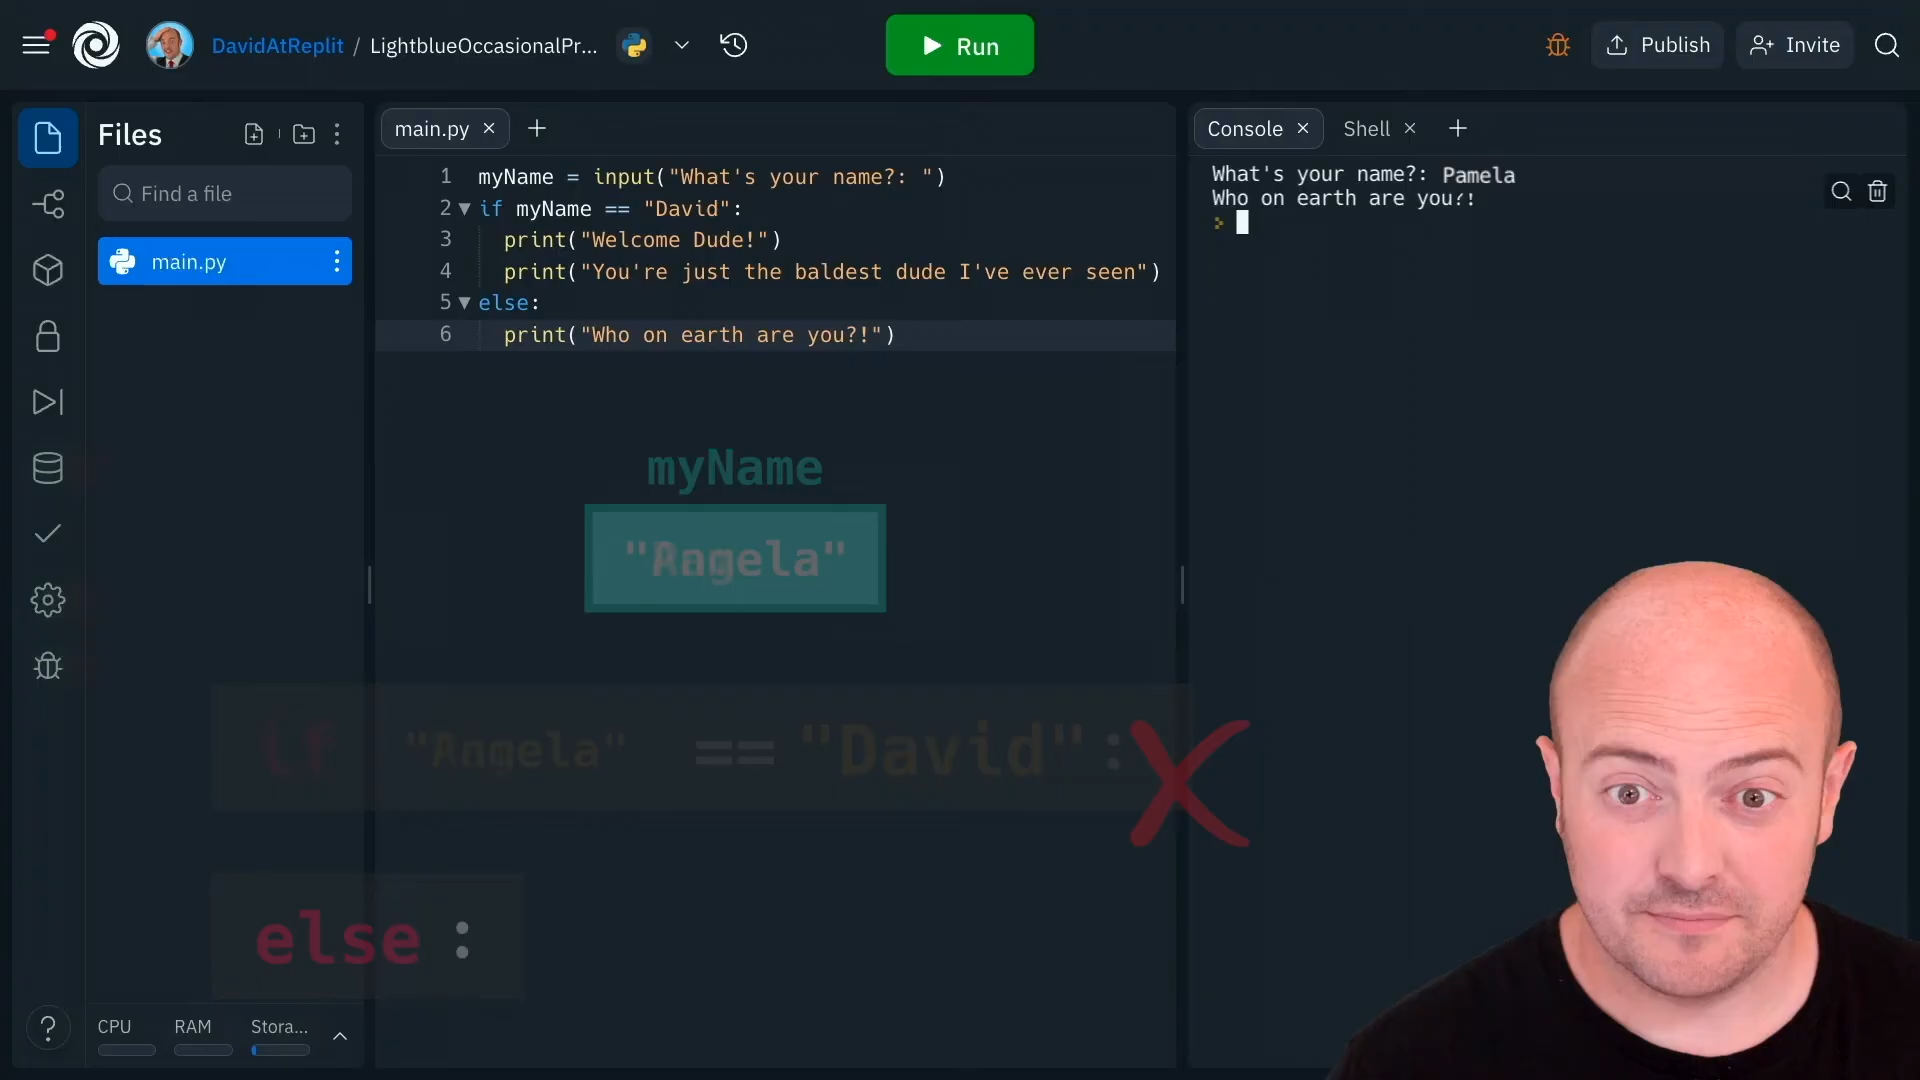 DavidAtReplit / LightblueOccasionalPr...
Run
Publish
Invite
Files
Find a file
main.py
CPU
RAM
Stora...
main.py
1 myName = input("What's your name?: ")
2 if myName == "David":
3 print("Welcome Dude!")
4 print("You're just the baldest dude I've ever seen")
5 else:
6 print("Who on earth are you?!")
myName
"Angela"
if "Angela" == "David":
else:
Console
Shell
What's your name?: Pamela
Who on earth are you?!